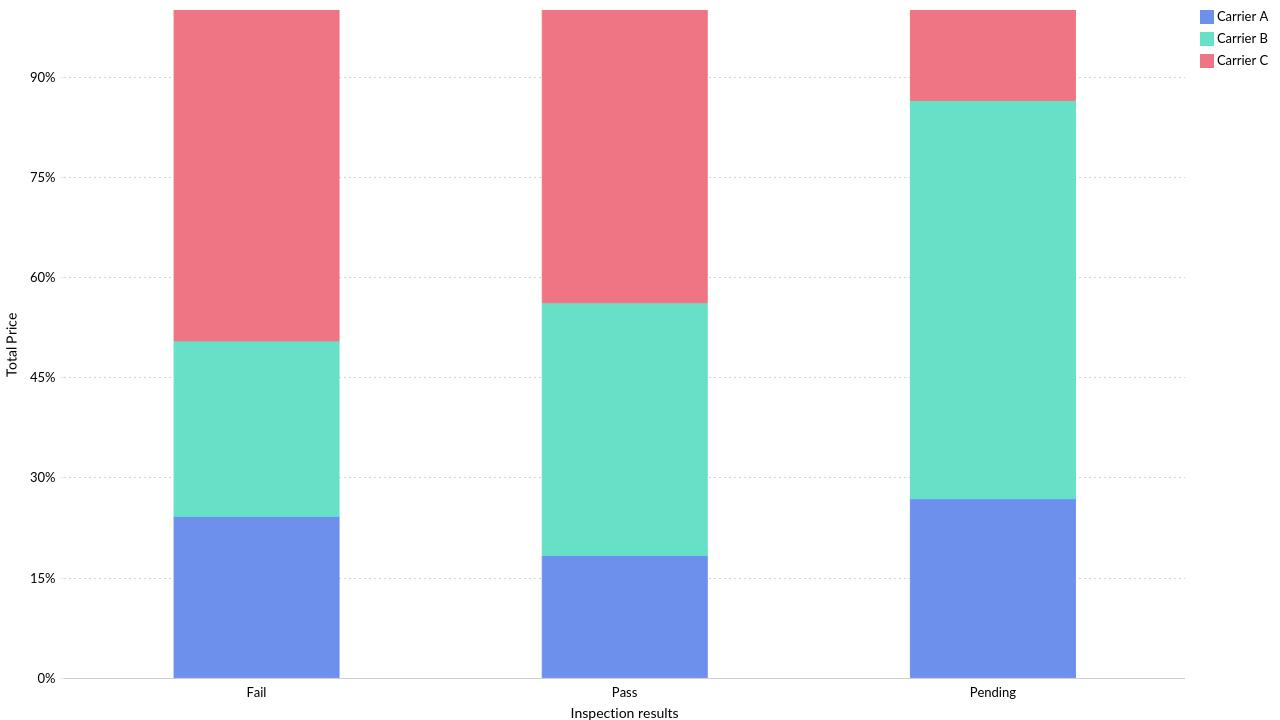 Carrier A
Carrier B
Carrier C
90%
75%
60%
45%
30%
15%
0%
Total Price
Fail
Pass
Pending
Inspection results